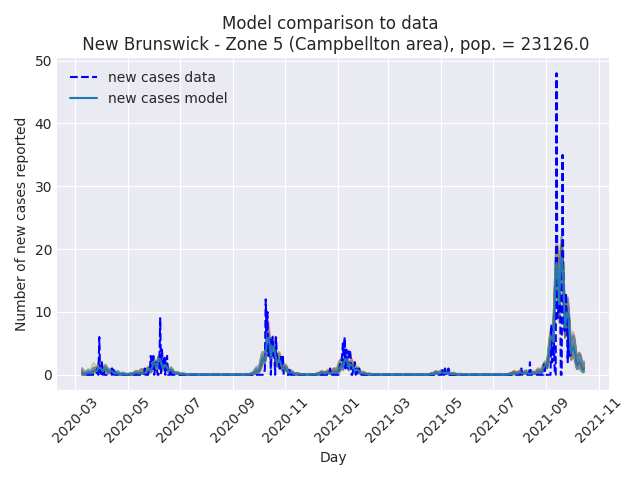 Model comparison to data
New Brunswick - Zone 5 (Campbellton area), pop. = 23126.0
new cases data
new cases model
Number of new cases reported
50
40
30
20
10
0
2020-03
2020-05
2020-07
2020-09
2020-11
2021-01
2021-03
2021-05
2021-07
2021-09
2021-11
Day